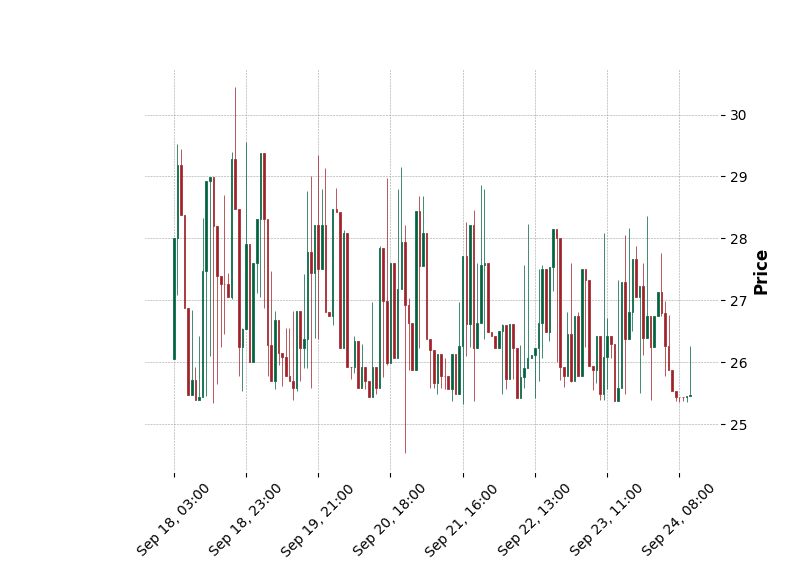 30
29
28
27
26
25
Price
Sep 18, 03:00
Sep 18, 23:00
Sep 19, 21:00
Sep 20, 18:00
Sep 21, 16:00
Sep 22, 13:00
Sep 23, 11:00
Sep 24, 08:00